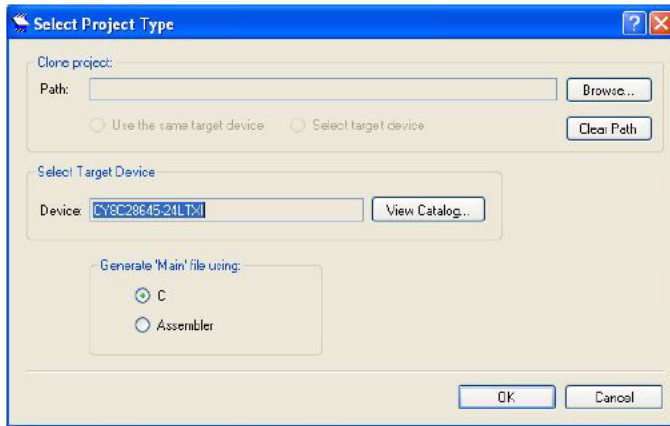 Select Project Type
Clone project:
Path:
Browse...
Use the same target device
Select target device
Clear Path
Select Target Device
Device:
CY8C28645-24LTXI
View Catalog...
Generate 'Main' file using:
C
Assembler
OK
Cancel